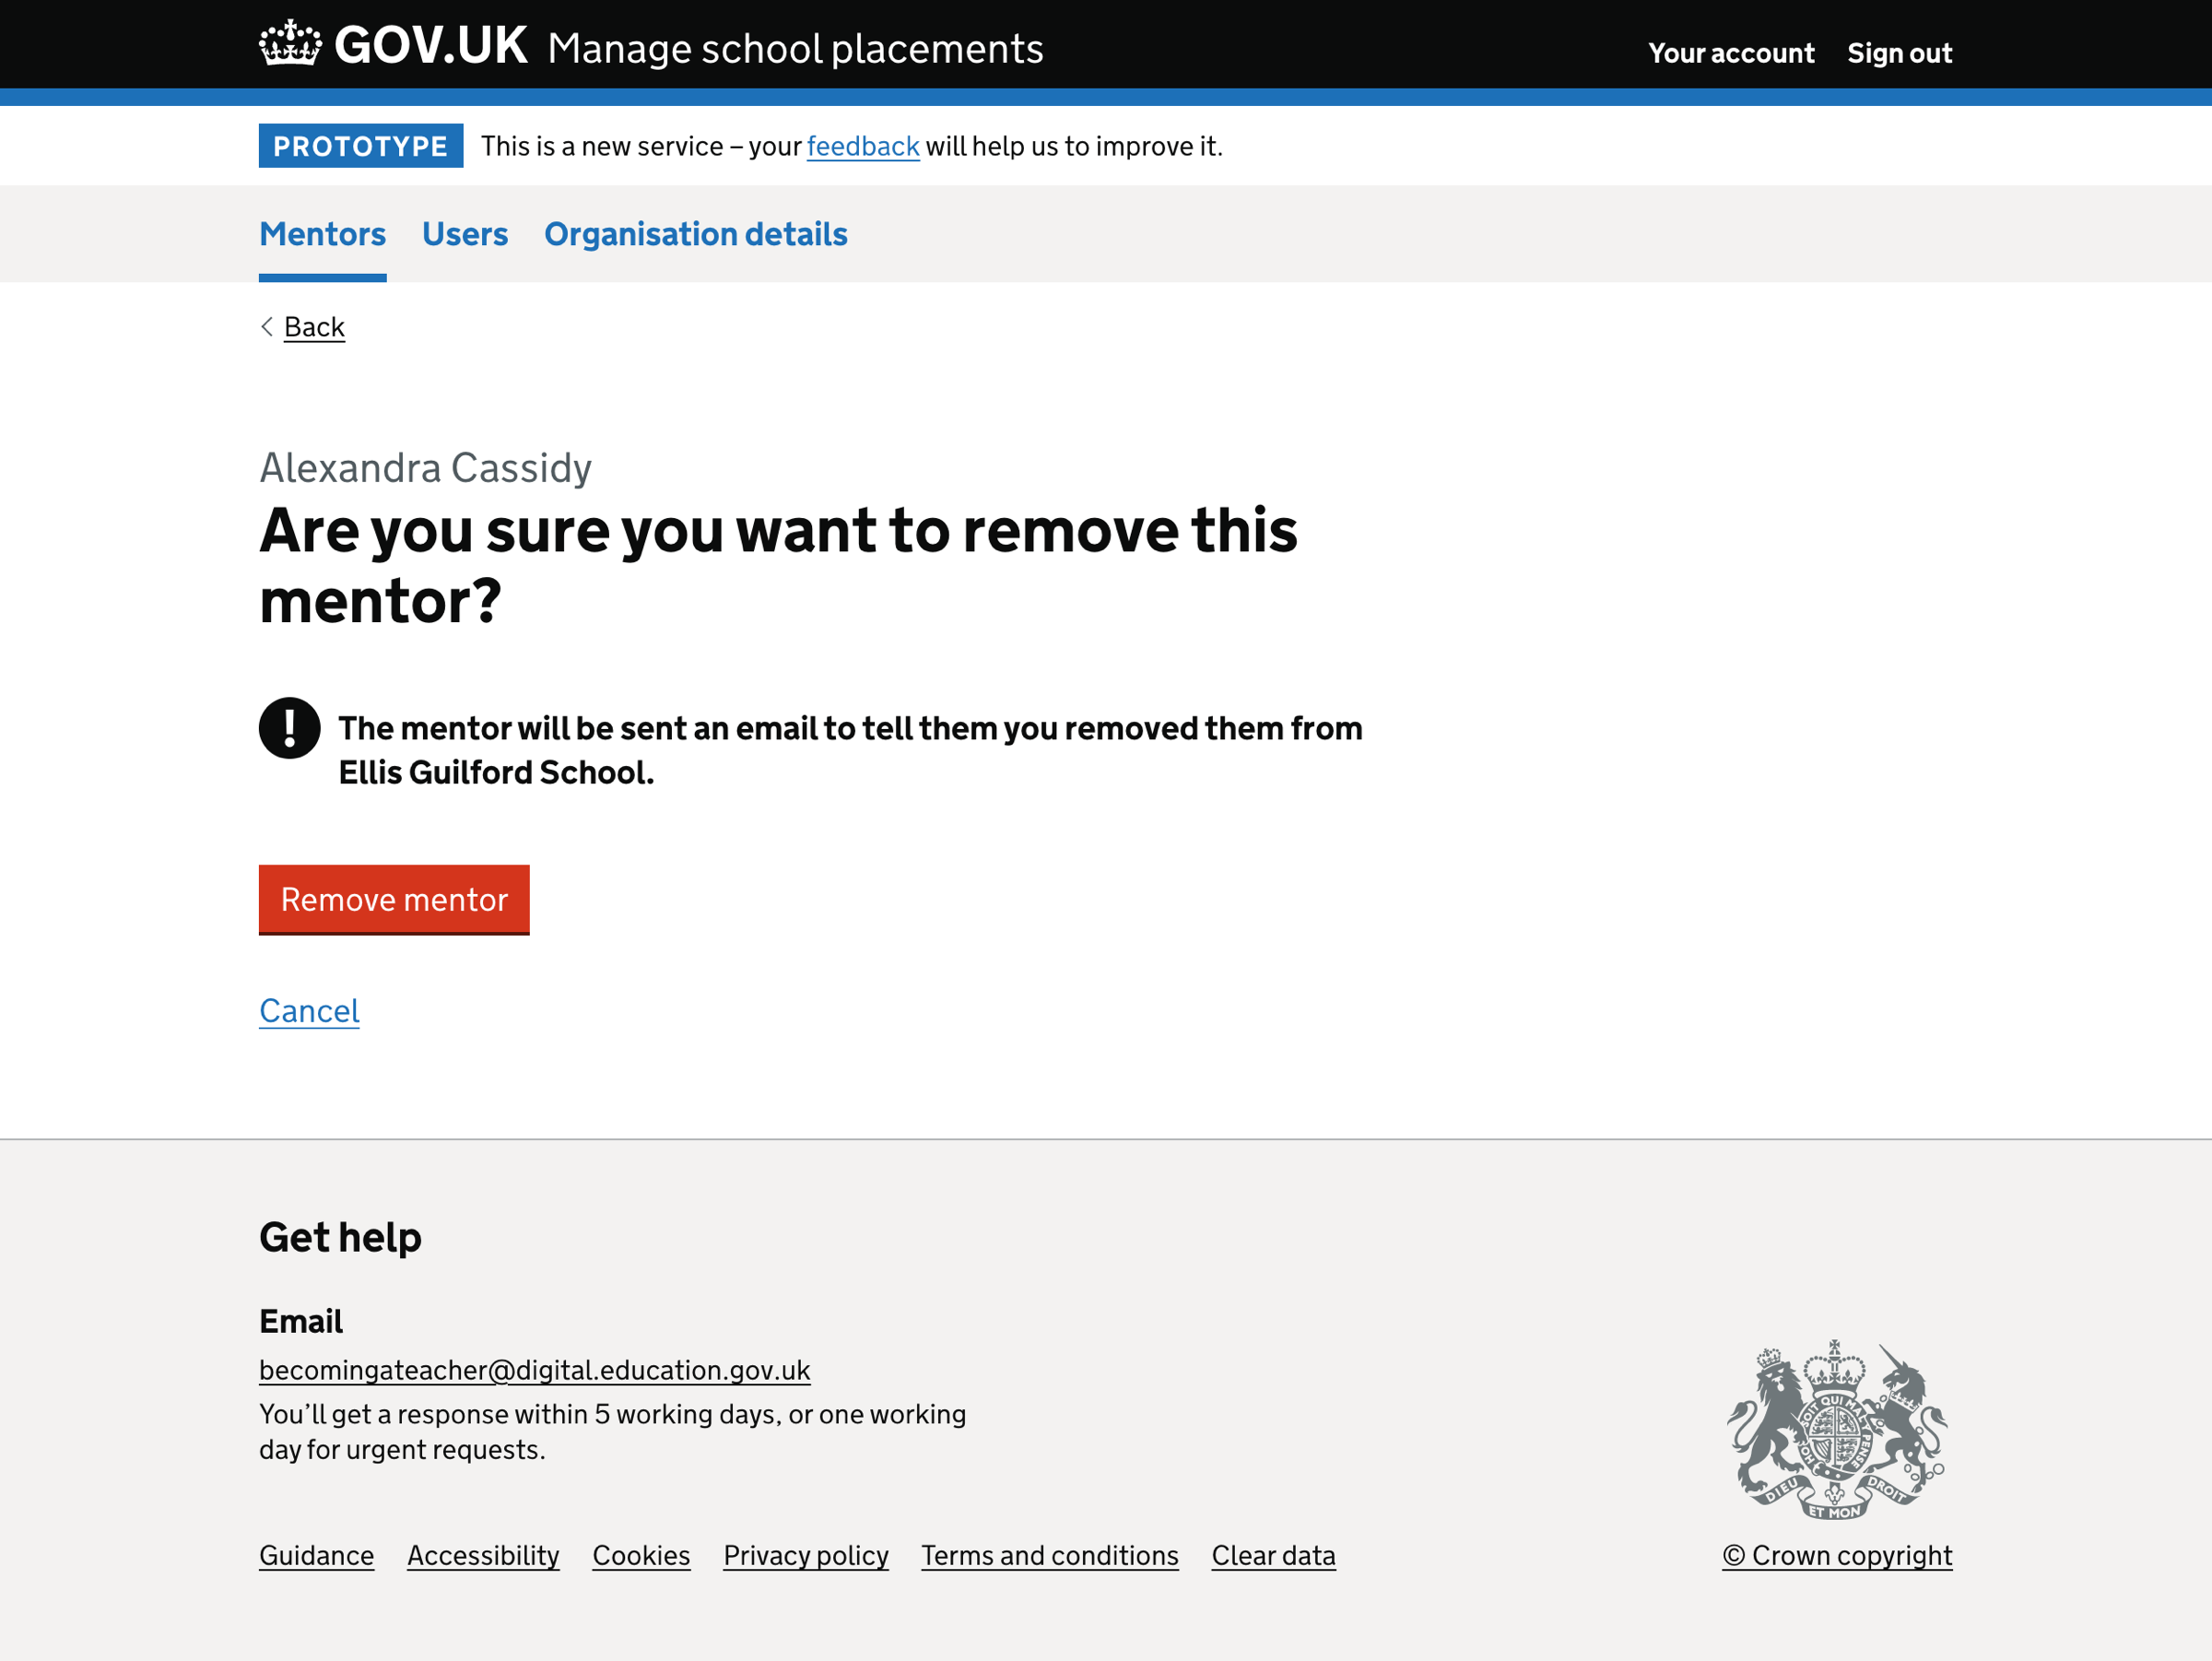 GOV.UK Manage school placements
Your account Sign out
PROTOTYPE This is a new service – your feedback will help us to improve it.
Mentors Users Organisation details
Back
Alexandra Cassidy
Are you sure you want to remove this
mentor?
! The mentor will be sent an email to tell them you removed them from
Ellis Guilford School.
Remove mentor
Cancel
Get help
Email
becomingateacher@digital.education.gov.uk
You’ll get a response within 5 working days, or one working
day for urgent requests.
SOIT QUI MAL Y PENSE
DIEU ET MON DROIT
Guidance Accessibility Cookies Privacy policy Terms and conditions Clear data
© Crown copyright